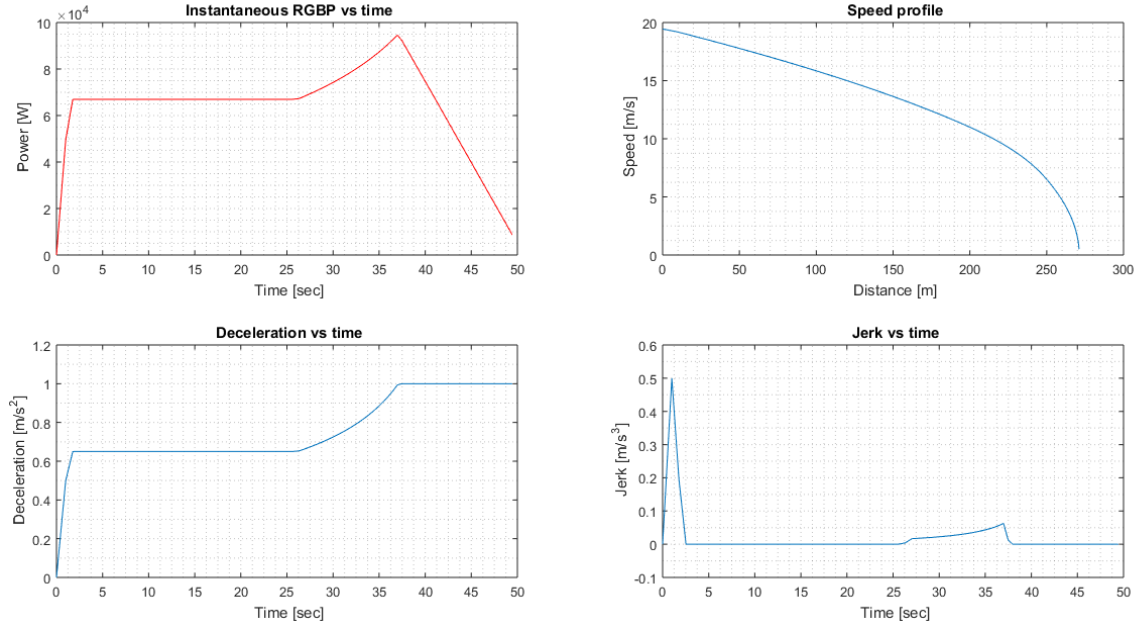 Instantaneous RGBP vs time
× 10^4
10
8
6
4
2
0
Power [W]
0 5 10 15 20 25 30 35 40 45 50
Time [sec]
Speed profile
20
15
10
5
0
Speed [m/s]
0 50 100 150 200 250 300
Distance [m]
Deceleration vs time
1.2
1
0.8
0.6
0.4
0.2
0
Deceleration [m/s^2]
0 5 10 15 20 25 30 35 40 45 50
Time [sec]
Jerk vs time
0.6
0.5
0.4
0.3
0.2
0.1
0
-0.1
Jerk [m/s^3]
0 5 10 15 20 25 30 35 40 45 50
Time [sec]